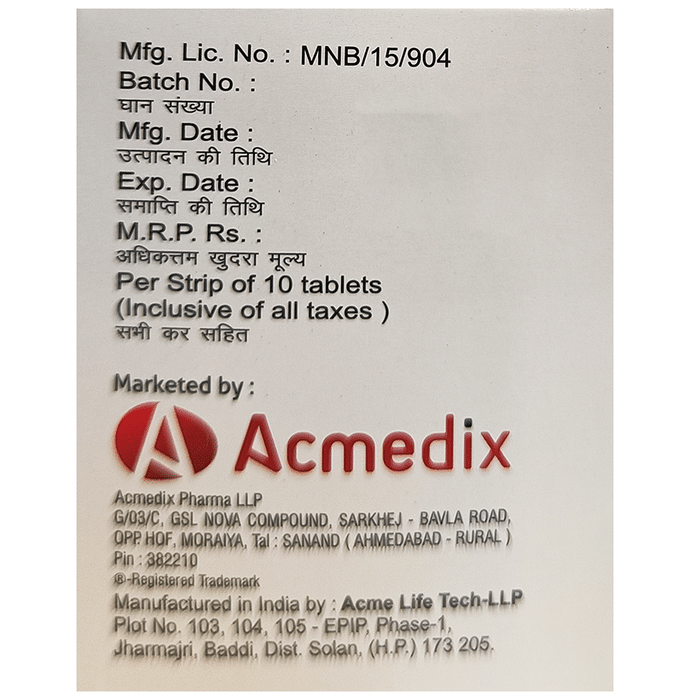 Mfg. Lic. No. : MNB/15/904
Batch No. :
घान संख्या
Mfg. Date :
उत्पादन की तिथि
Exp. Date :
समाप्ति की तिथि
M.R.P. Rs. :
अधिकत्तम खुदरा मूल्य
Per Strip of 10 tablets
(Inclusive of all taxes )
सभी कर सहित
Marketed by :
Acmedix
Acmedix Pharma LLP
G/03/C, GSL NOVA COMPOUND, SARKHEJ - BAVLA ROAD,
OPP HOF, MORAIYA, Tal : SANAND ( AHMEDABAD - RURAL )
Pin : 382210
®-Registered Trademark
Manufactured in India by : Acme Life Tech-LLP
Plot No. 103, 104, 105 - EPIP, Phase-1,
Jharmajri, Baddi, Dist. Solan, (H.P.) 173 205.